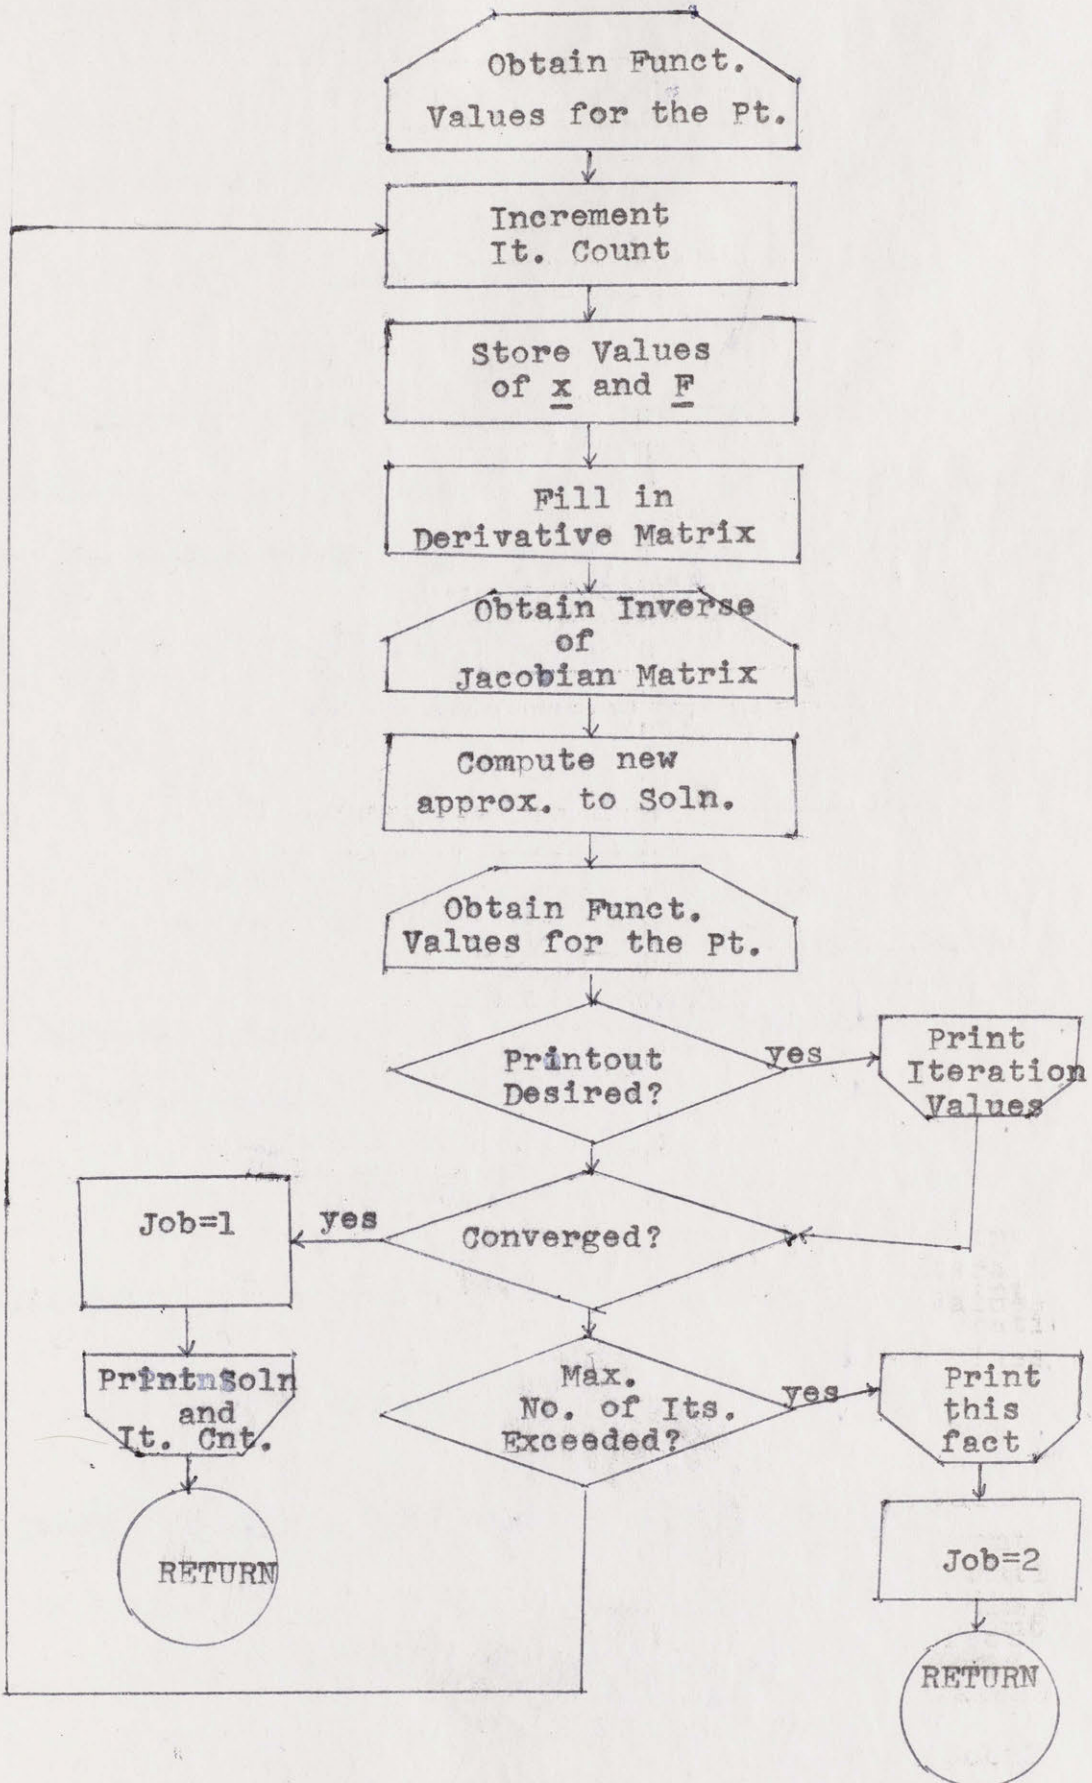 Obtain Funct.
Values for the Pt.
Increment
It. Count
Store Values
of x and F
Fill in
Derivative Matrix
Obtain Inverse
of
Jacobian Matrix
Compute new
approx. to Soln.
Obtain Funct.
Values for the Pt.
Printout
Desired?
yes
Print
Iteration
Values
Converged?
yes
Job=1
Print Soln
and
It. Cnt.
RETURN
Max.
No. of Its.
Exceeded?
yes
Print
this
fact
Job=2
RETURN